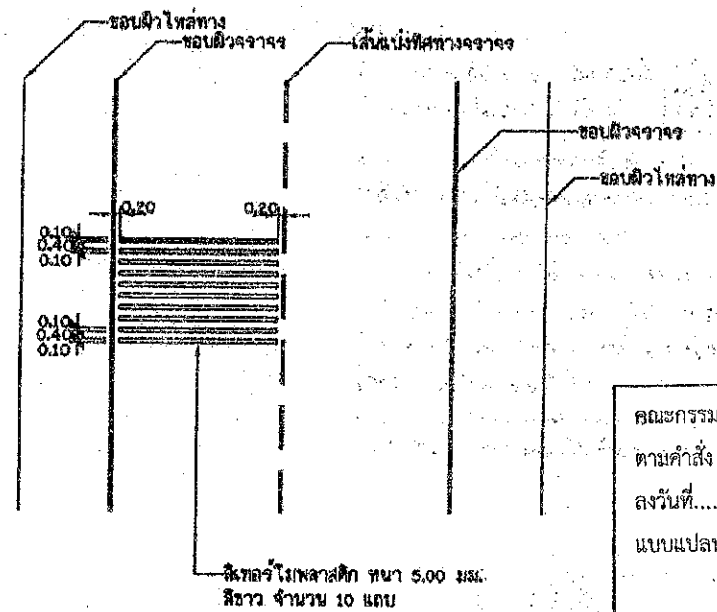 ขอบผิวไหล่ทาง
ขอบผิวจราจร
เส้นแบ่งทิศทางจราจร
ขอบผิวจราจร
ขอบผิวไหล่ทาง
0.20
0.20
0.10
0.40
0.10
0.10
0.40
0.10
คณะกรรม
ตามคำสั่ง
ลงวันที่....
แบบแปลน
สีเทอร์โมพลาสติก หนา 5.00 มม.
สีขาว จำนวน 10 แถบ